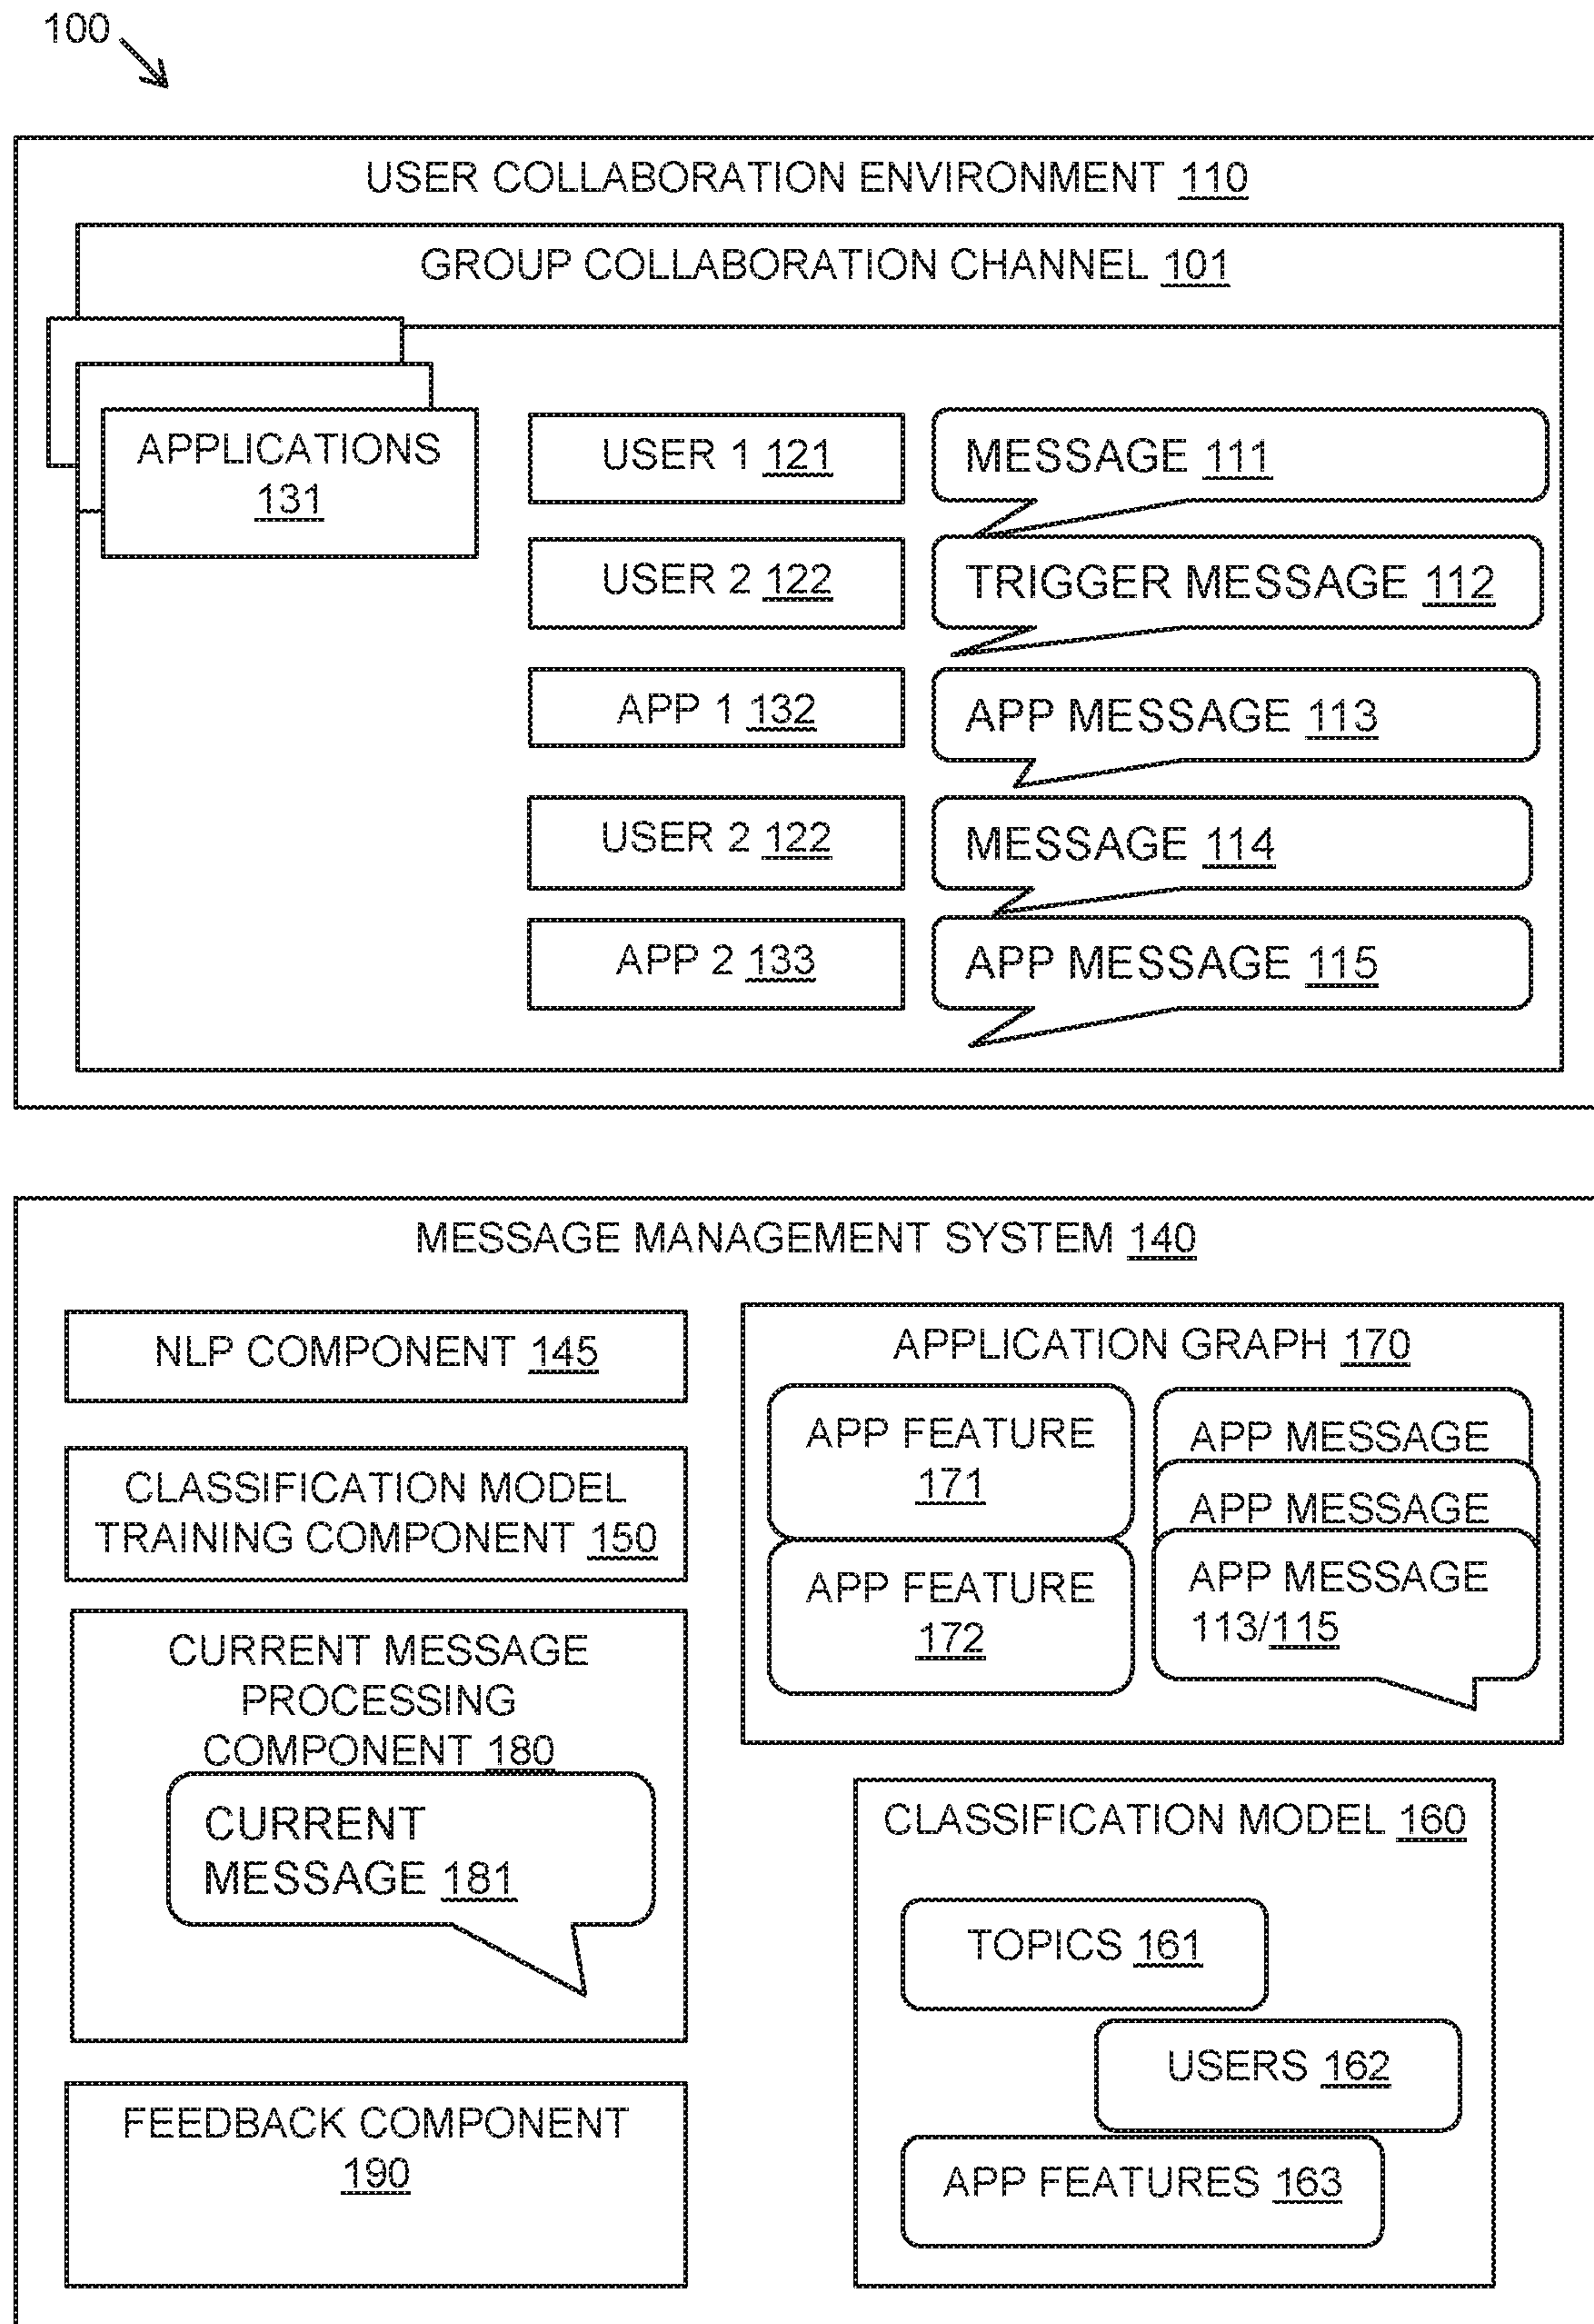 100
USER COLLABORATION ENVIRONMENT 110
GROUP COLLABORATION CHANNEL 101
APPLICATIONS
131
USER 1 121
MESSAGE 111
USER 2 122
TRIGGER MESSAGE 112
APP 1 132
APP MESSAGE 113
USER 2 122
MESSAGE 114
APP 2 133
APP MESSAGE 115
MESSAGE MANAGEMENT SYSTEM 140
NLP COMPONENT 145
CLASSIFICATION MODEL
TRAINING COMPONENT 150
CURRENT MESSAGE
PROCESSING
COMPONENT 180
CURRENT
MESSAGE 181
FEEDBACK COMPONENT
190
APPLICATION GRAPH 170
APP FEATURE
171
APP FEATURE
172
APP MESSAGE
APP MESSAGE
APP MESSAGE
113/115
CLASSIFICATION MODEL 160
TOPICS 161
USERS 162
APP FEATURES 163